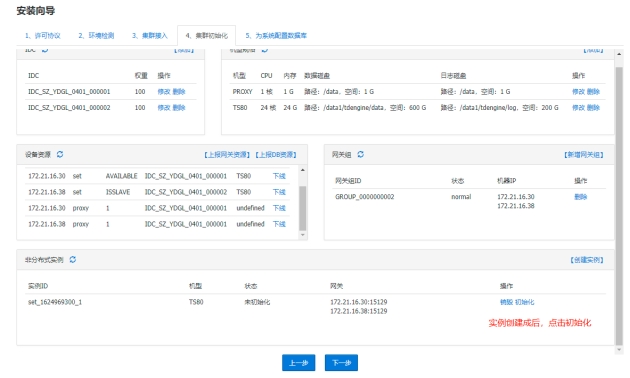 安装向导
1、许可协议 2、环境检测 3、集群接入 4、集群初始化 5、为系统配置数据库
IDC
IDC 权重 操作
IDC_SZ_YDGL_0401_000001 100 修改 删除
IDC_SZ_YDGL_0401_000002 100 修改 删除
机型 CPU 内存 数据磁盘 日志磁盘 操作
PROXY 1 核 1 G 路径：/data，空间：1 G 路径：/data，空间：1 G 修改 删除
TS80 24 核 24 G 路径：/data1/tdengine/data，空间：600 G 路径：/data1/tdengine/log，空间：200 G 修改 删除
设备资源 【上报网关资源】 【上报DB资源】
172.21.16.30 set AVAILABLE IDC_SZ_YDGL_0401_000001 TS80 下线
172.21.16.38 set ISSLAVE IDC_SZ_YDGL_0401_000002 TS80 下线
172.21.16.30 proxy 1 IDC_SZ_YDGL_0401_000001 undefined 下线
172.21.16.38 proxy 1 IDC_SZ_YDGL_0401_000001 undefined 下线
网关组 【新增网关组】
网关组ID 状态 机器IP 操作
GROUP_0000000002 normal 172.21.16.30 删除
172.21.16.38
非分布式实例 【创建实例】
实例ID 机型 状态 网关 操作
set_1624969300_1 TS80 未初始化 172.21.16.30:15129 销毁 初始化
172.21.16.38:15129
实例创建成后，点击初始化
上一步 下一步